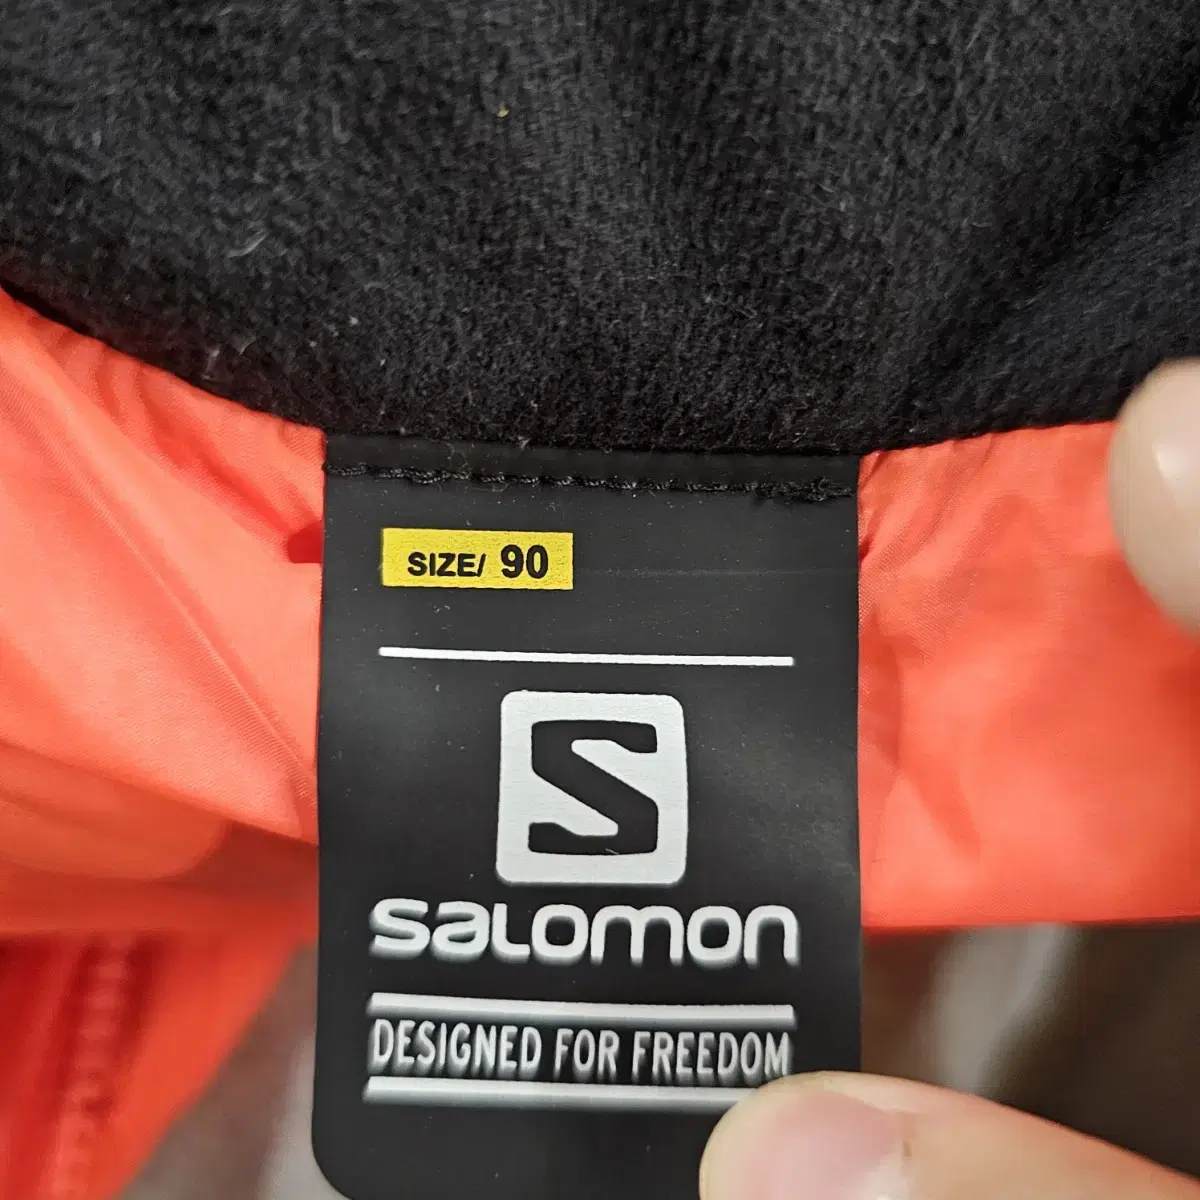 SIZE/ 90
S
SALOMON
DESIGNED FOR FREEDOM